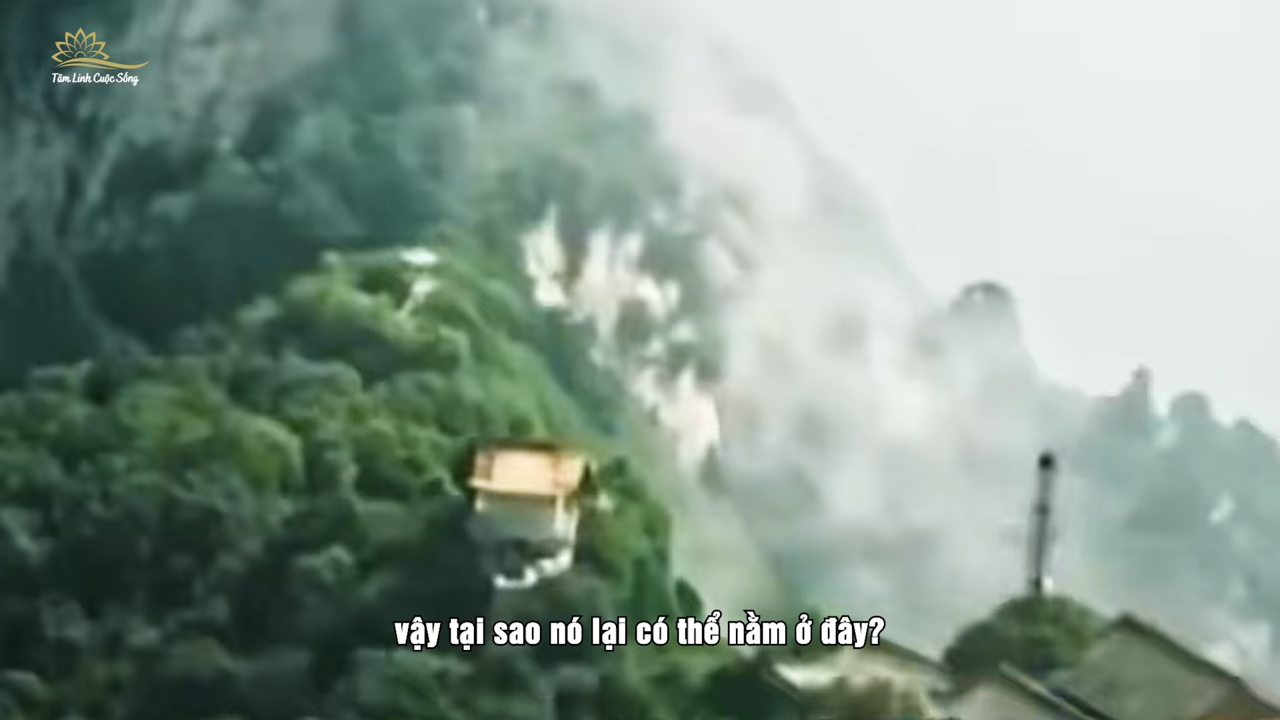 Tâm Linh Cuộc Sống
vậy tại sao nó lại có thể nằm ở đây?